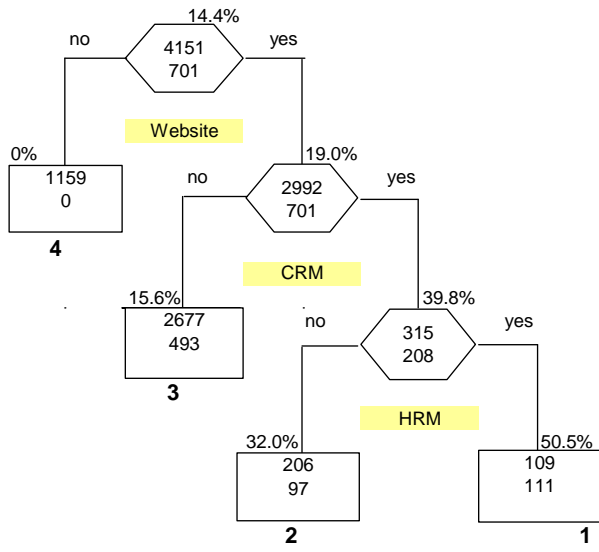 14.4%
no
yes
4151
701
Website
0%
19.0%
1159
0
no
2992
701
yes
4
CRM
15.6%
39.8%
2677
493
no
315
208
yes
3
HRM
32.0%
50.5%
206
97
109
111
2
1